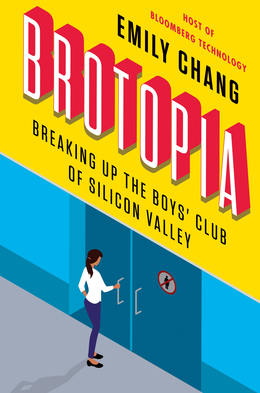 HOST OF
BLOOMBERG TECHNOLOGY
EMILY CHANG
BROTOPIA
BREAKING UP THE BOYS' CLUB
OF SILICON VALLEY